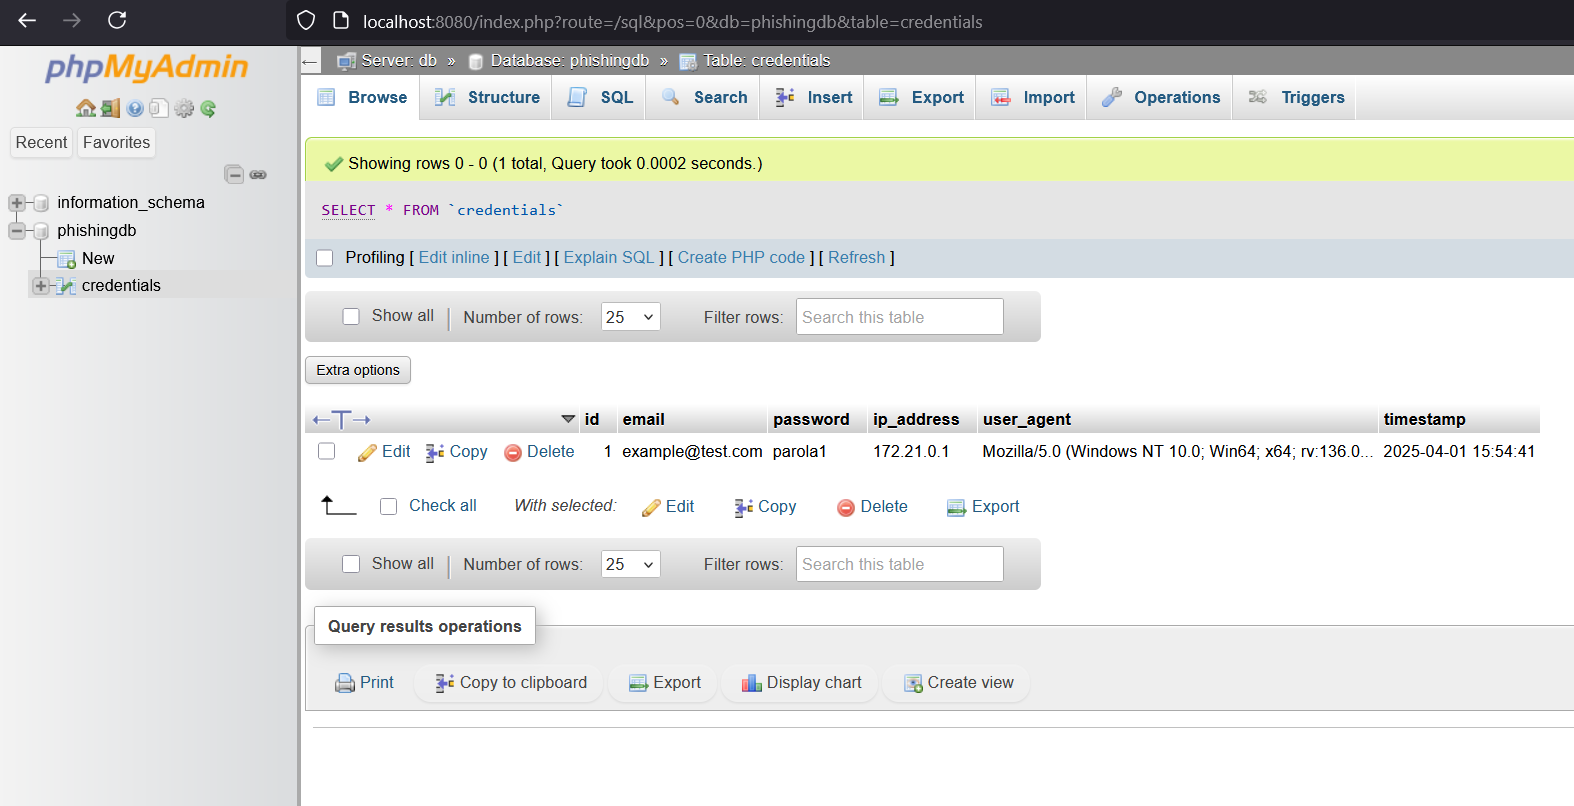 localhost:8080/index.php?route=/sql&pos=0&db=phishingdb&table=credentials
phpMyAdmin
Recent Favorites
information_schema
phishingdb
New
credentials
Server: db » Database: phishingdb » Table: credentials
Browse Structure SQL Search Insert Export Import Operations Triggers
Showing rows 0 - 0 (1 total, Query took 0.0002 seconds.)
SELECT * FROM `credentials`
Profiling [ Edit inline ] [ Edit ] [ Explain SQL ] [ Create PHP code ] [ Refresh ]
Show all | Number of rows: 25 Filter rows: Search this table
Extra options
id email password ip_address user_agent timestamp
Edit Copy Delete 1 example@test.com parola1 172.21.0.1 Mozilla/5.0 (Windows NT 10.0; Win64; x64; rv:136.0... 2025-04-01 15:54:41
Check all With selected: Edit Copy Delete Export
Show all | Number of rows: 25 Filter rows: Search this table
Query results operations
Print Copy to clipboard Export Display chart Create view